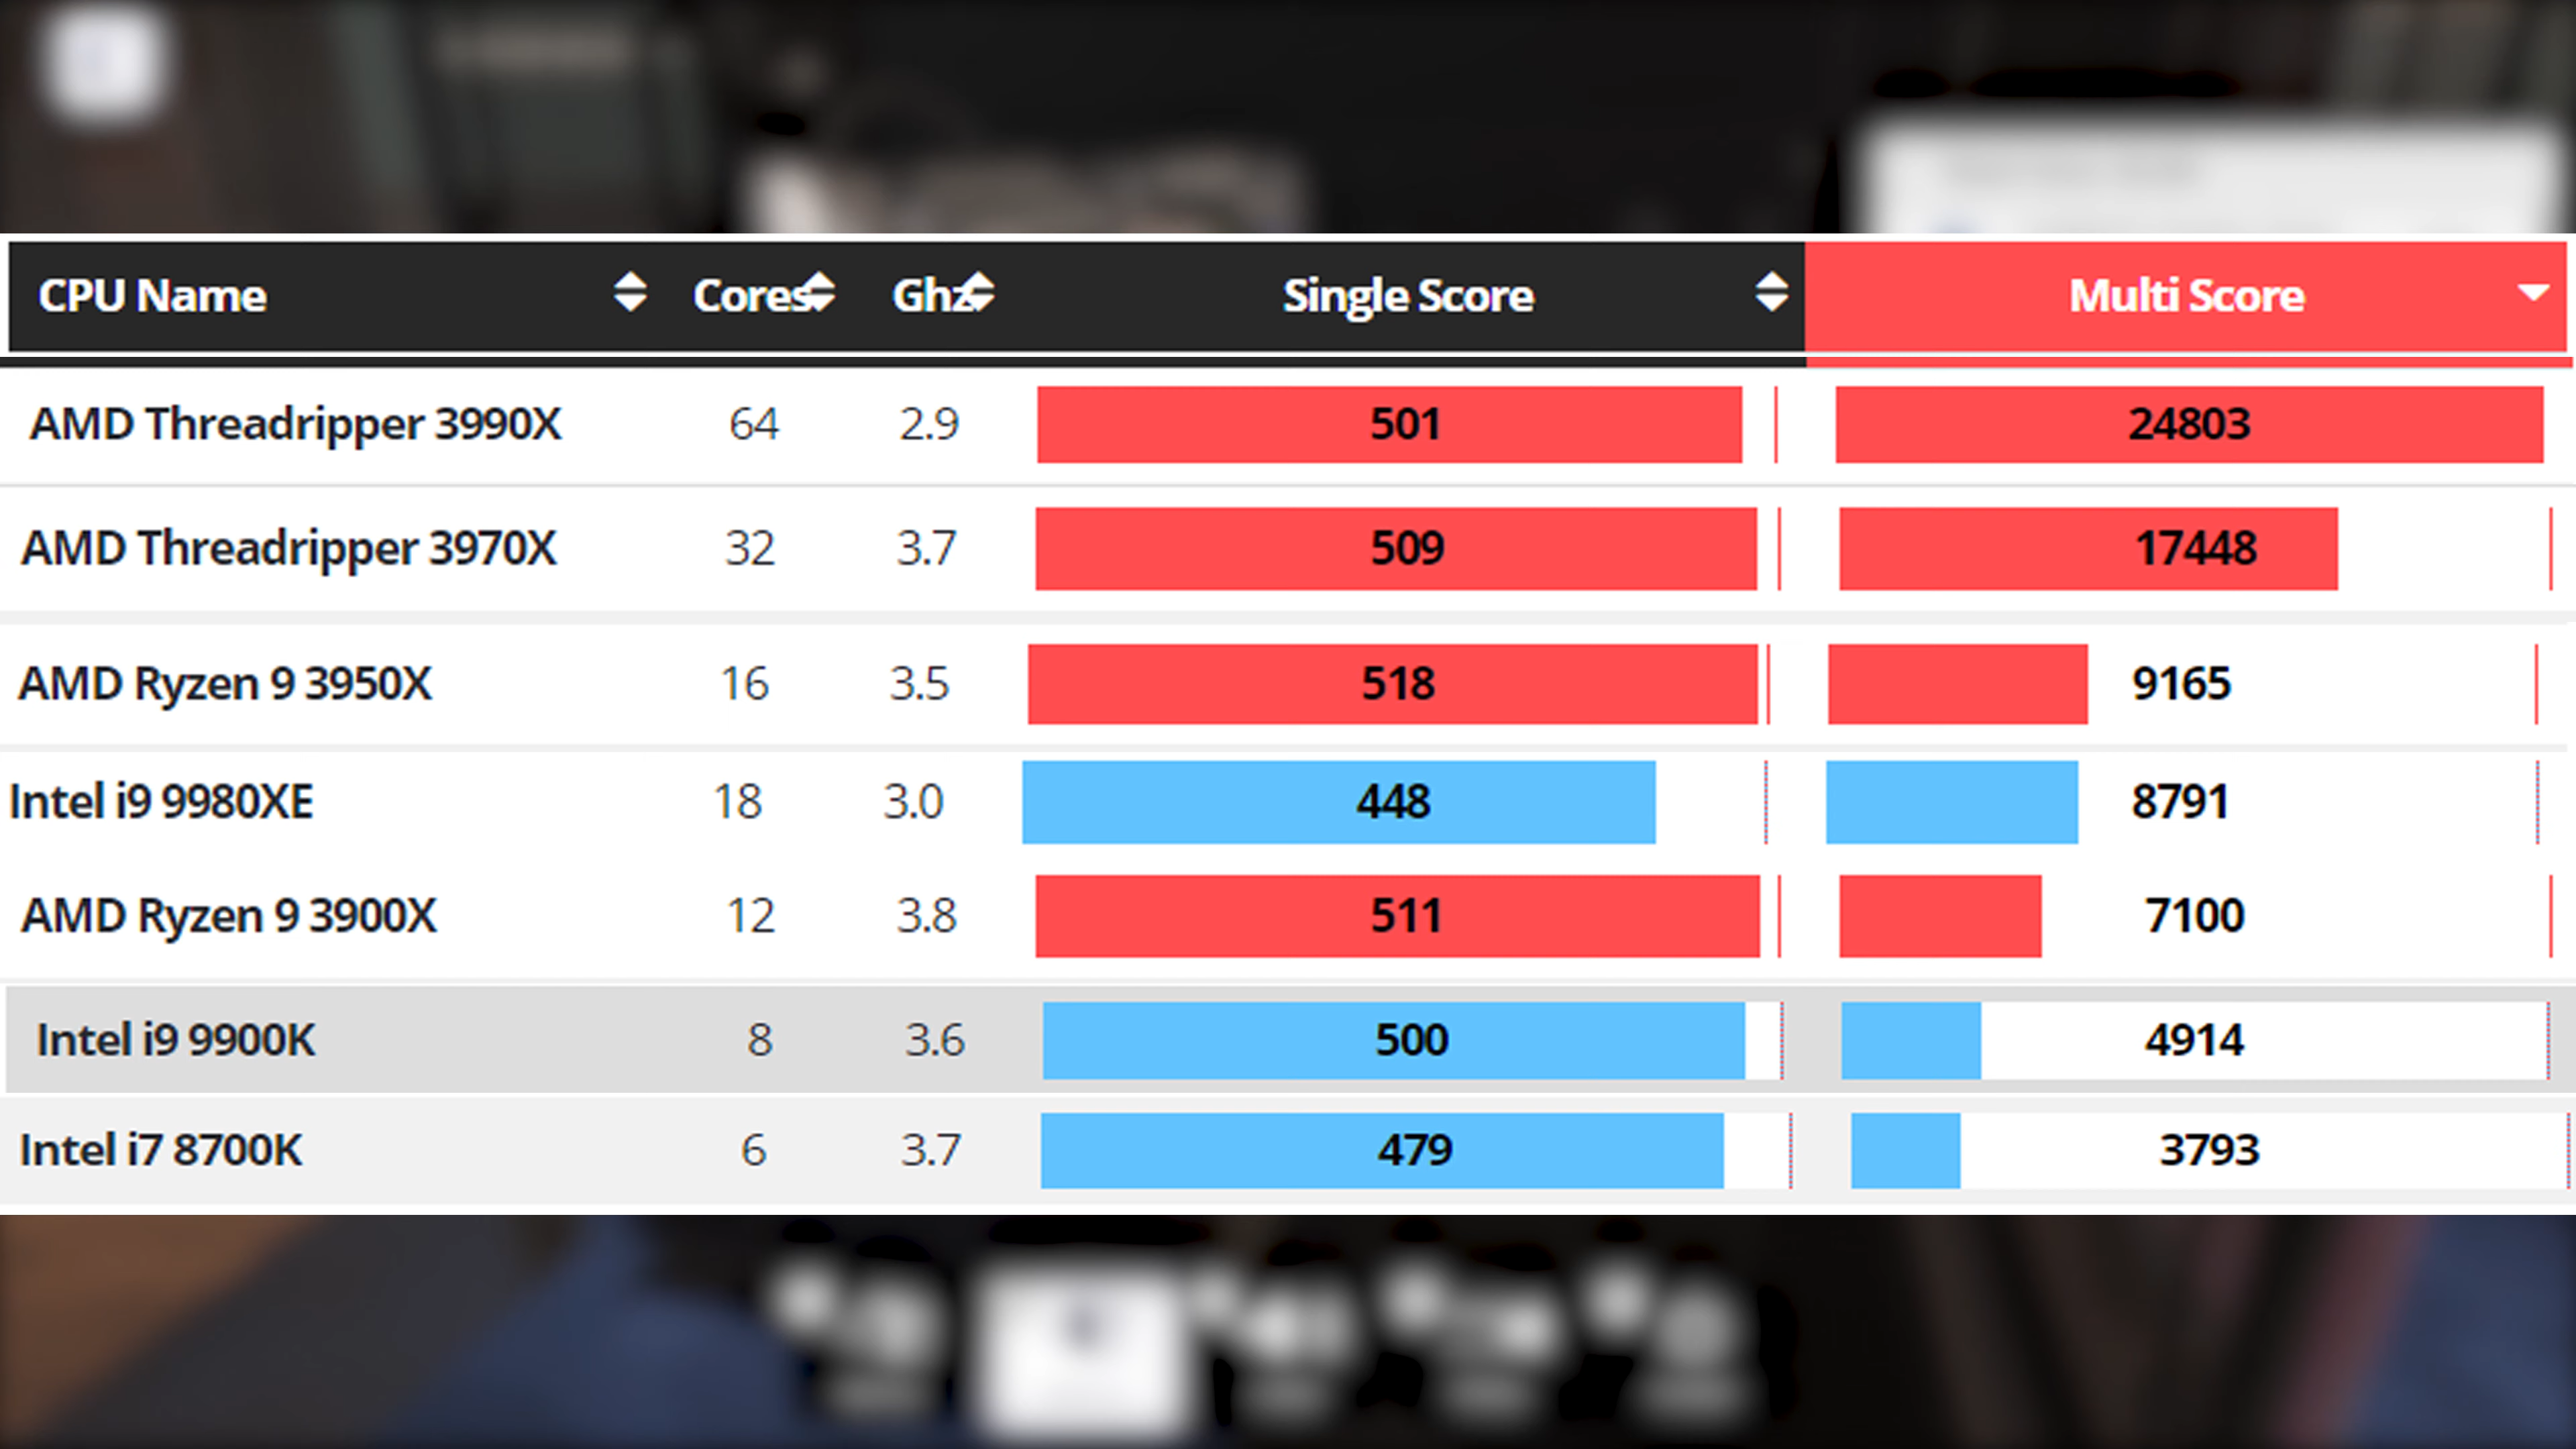 CPU Name Cores Ghz Single Score Multi Score
AMD Threadripper 3990X 64 2.9 501 24803
AMD Threadripper 3970X 32 3.7 509 17448
AMD Ryzen 9 3950X 16 3.5 518 9165
Intel i9 9980XE 18 3.0 448 8791
AMD Ryzen 9 3900X 12 3.8 511 7100
Intel i9 9900K 8 3.6 500 4914
Intel i7 8700K 6 3.7 479 3793